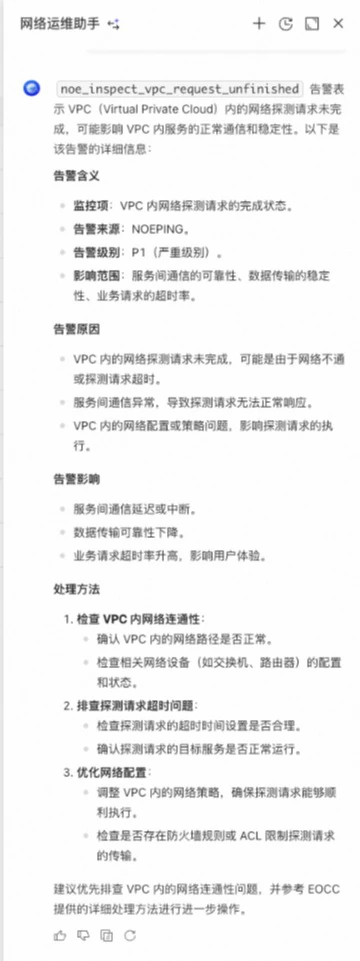 网络运维助手
noe_inspect_vpc_request_unfinished 告警表
示 VPC（Virtual Private Cloud）内的网络探测请求未完
成，可能影响 VPC 内服务的正常通信和稳定性。以下是
该告警的详细信息：
告警含义
监控项：VPC 内网络探测请求的完成状态。
告警来源：NOEPING。
告警级别：P1（严重级别）。
影响范围：服务间通信的可靠性、数据传输的稳定
性、业务请求的超时率。
告警原因
VPC 内的网络探测请求未完成，可能是由于网络不通
或探测请求超时。
服务间通信异常，导致探测请求无法正常响应。
VPC 内的网络配置或策略问题，影响探测请求的执
行。
告警影响
服务间通信延迟或中断。
数据传输可靠性下降。
业务请求超时率升高，影响用户体验。
处理方法
1. 检查 VPC 内网络连通性：
确认 VPC 内的网络路径是否正常。
检查相关网络设备（如交换机、路由器）的配置
和状态。
2. 排查探测请求超时问题：
检查探测请求的超时时间设置是否合理。
确认探测请求的目标服务是否正常运行。
3. 优化网络配置：
调整 VPC 内的网络策略，确保探测请求能够顺
利执行。
检查是否存在防火墙规则或 ACL 限制探测请求
的传输。
建议优先排查 VPC 内的网络连通性问题，并参考 EOCC
提供的详细处理方法进行进一步操作。